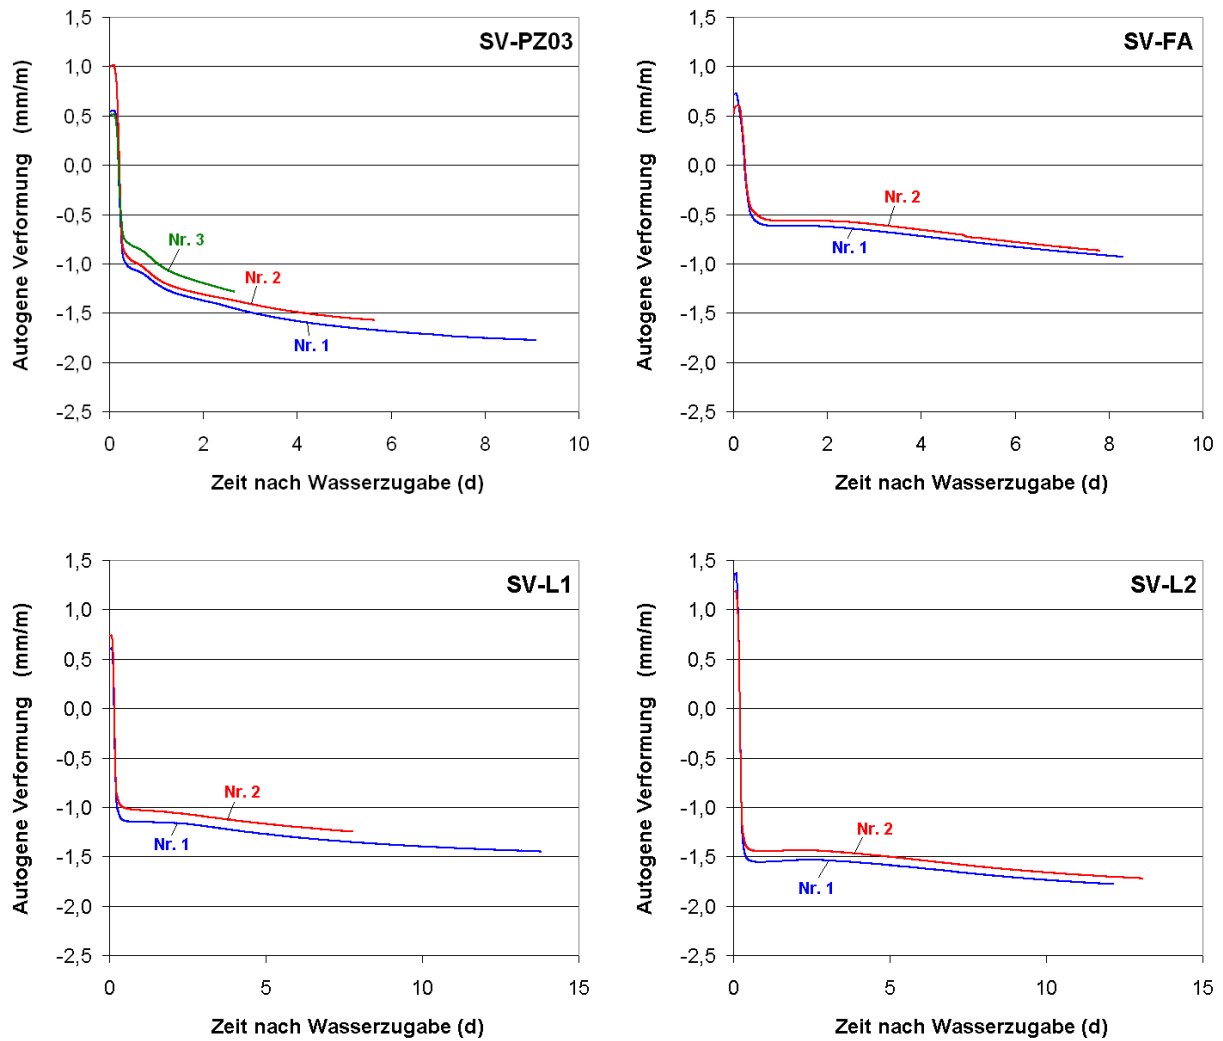 SV-PZ03
Autogene Verformung (mm/m)
1,5
1,0
0,5
0,0
-0,5
-1,0
-1,5
-2,0
-2,5
Nr. 3
Nr. 2
Nr. 1
0 2 4 6 8 10
Zeit nach Wasserzugabe (d)
SV-FA
Autogene Verformung (mm/m)
1,5
1,0
0,5
0,0
-0,5
-1,0
-1,5
-2,0
-2,5
Nr. 2
Nr. 1
0 2 4 6 8 10
Zeit nach Wasserzugabe (d)
SV-L1
Autogene Verformung (mm/m)
1,5
1,0
0,5
0,0
-0,5
-1,0
-1,5
-2,0
-2,5
Nr. 2
Nr. 1
0 5 10 15
Zeit nach Wasserzugabe (d)
SV-L2
Autogene Verformung (mm/m)
1,5
1,0
0,5
0,0
-0,5
-1,0
-1,5
-2,0
-2,5
Nr. 2
Nr. 1
0 5 10 15
Zeit nach Wasserzugabe (d)